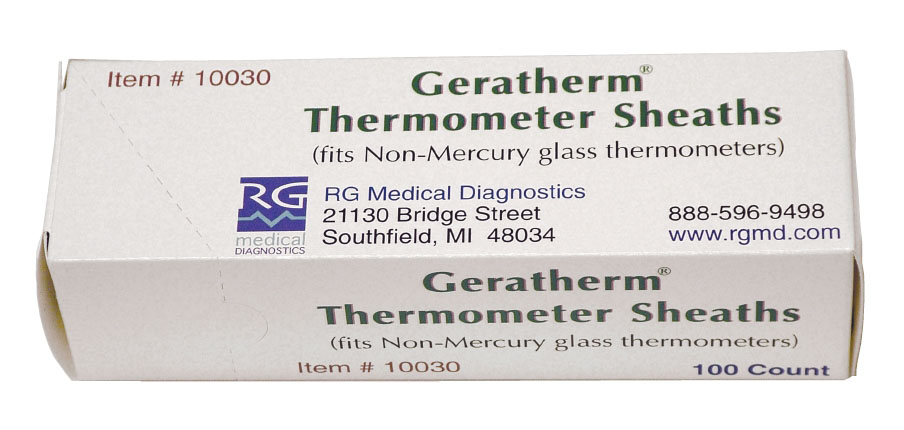 Item # 10030
Geratherm®
Thermometer Sheaths
(fits Non-Mercury glass thermometers)
RG
medical
DIAGNOSTICS
RG Medical Diagnostics
21130 Bridge Street
Southfield, MI 48034
888-596-9498
www.rgmd.com
Geratherm®
Thermometer Sheaths
(fits Non-Mercury glass thermometers)
Item # 10030
100 Count